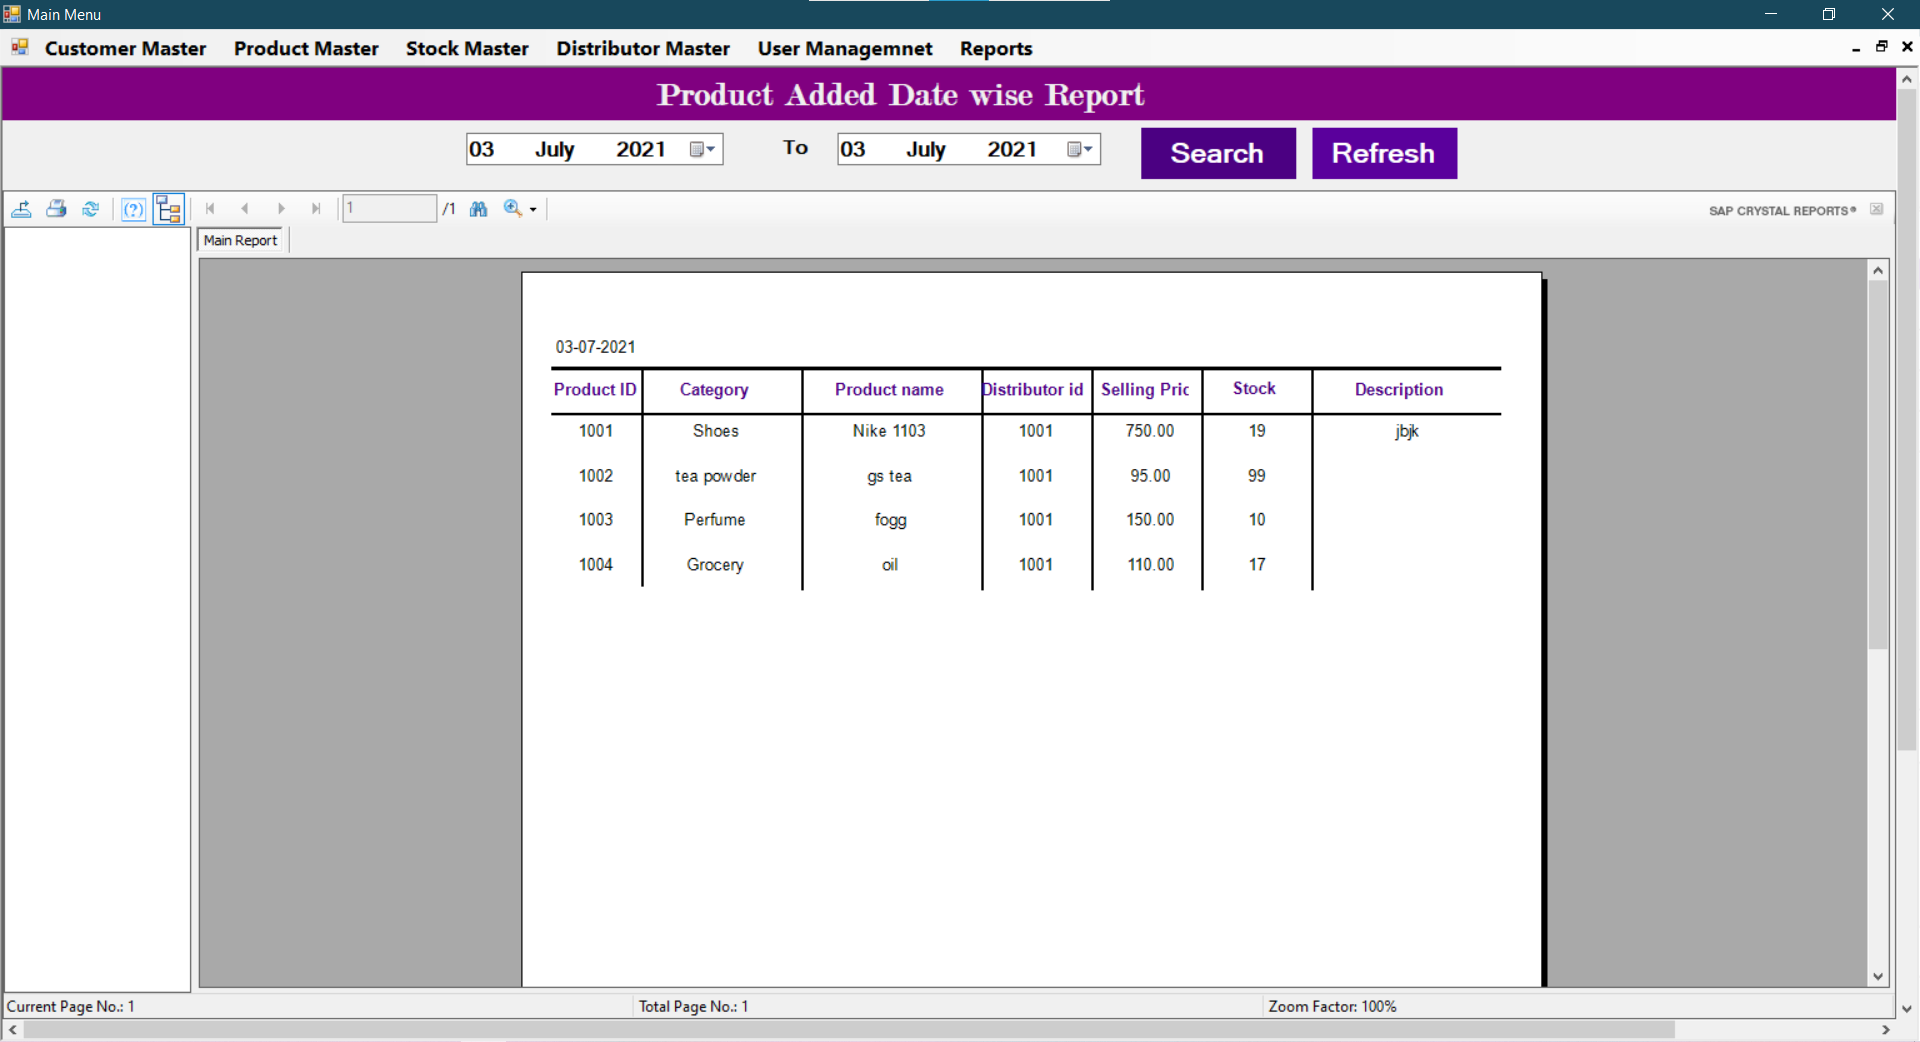 Main Menu
Customer Master Product Master Stock Master Distributor Master User Managemnet Reports
Product Added Date wise Report
03 July 2021 To 03 July 2021 Search Refresh
1 /1 SAP CRYSTAL REPORTS®
Main Report
03-07-2021
Product ID Category Product name Distributor id Selling Pric Stock Description
1001 Shoes Nike 1103 1001 750.00 19 jbjk
1002 tea powder gs tea 1001 95.00 99
1003 Perfume fogg 1001 150.00 10
1004 Grocery oil 1001 110.00 17
Current Page No.: 1 Total Page No.: 1 Zoom Factor: 100%